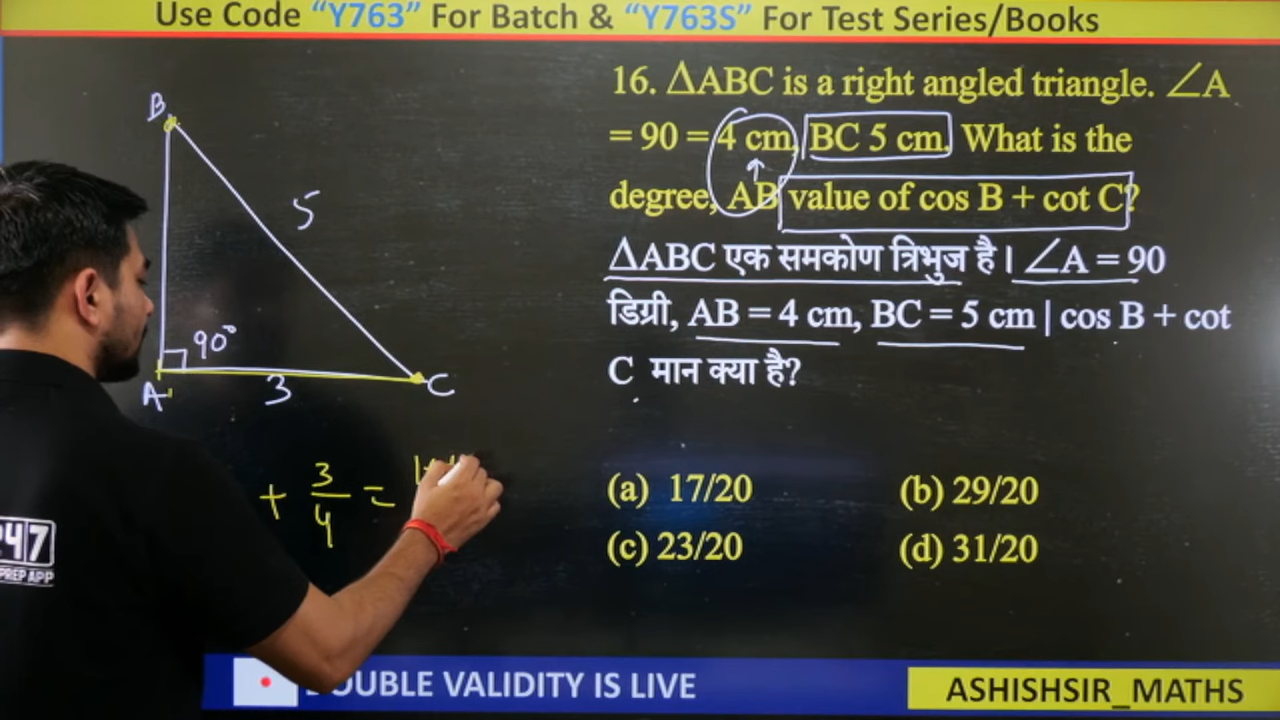 Use Code “Y763” For Batch & “Y763S” For Test Series/Books
B
5
90°
A
3
C
+ 3/4 =
16. ΔABC is a right angled triangle. ∠A
= 90 = 4 cm, BC 5 cm. What is the
degree, AB value of cos B + cot C?
ΔABC एक समकोण त्रिभुज है। ∠A = 90
डिग्री, AB = 4 cm, BC = 5 cm | cos B + cot
C मान क्या है?
(a) 17/20 (b) 29/20
(c) 23/20 (d) 31/20
247
PREP APP
DOUBLE VALIDITY IS LIVE
ASHISHSIR_MATHS